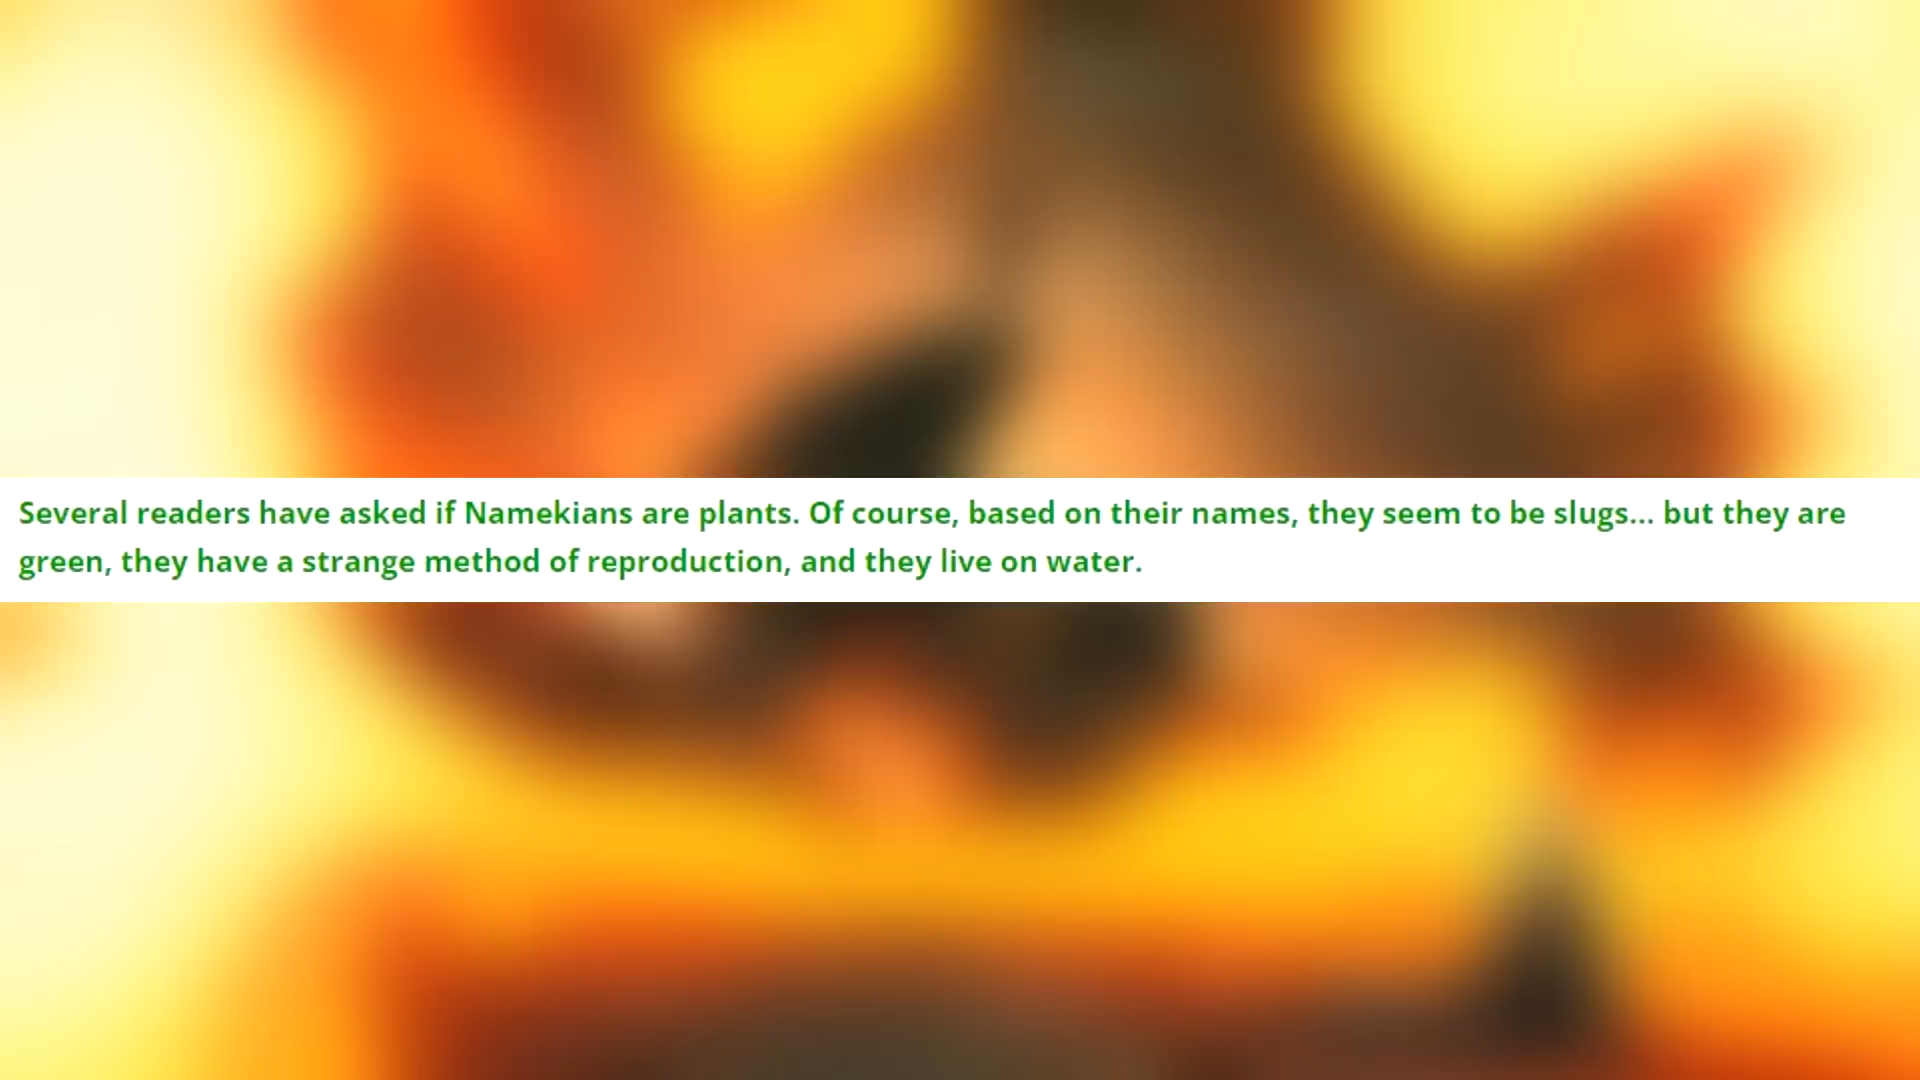 Several readers have asked if Namekians are plants. Of course, based on their names, they seem to be slugs... but they are
green, they have a strange method of reproduction, and they live on water.